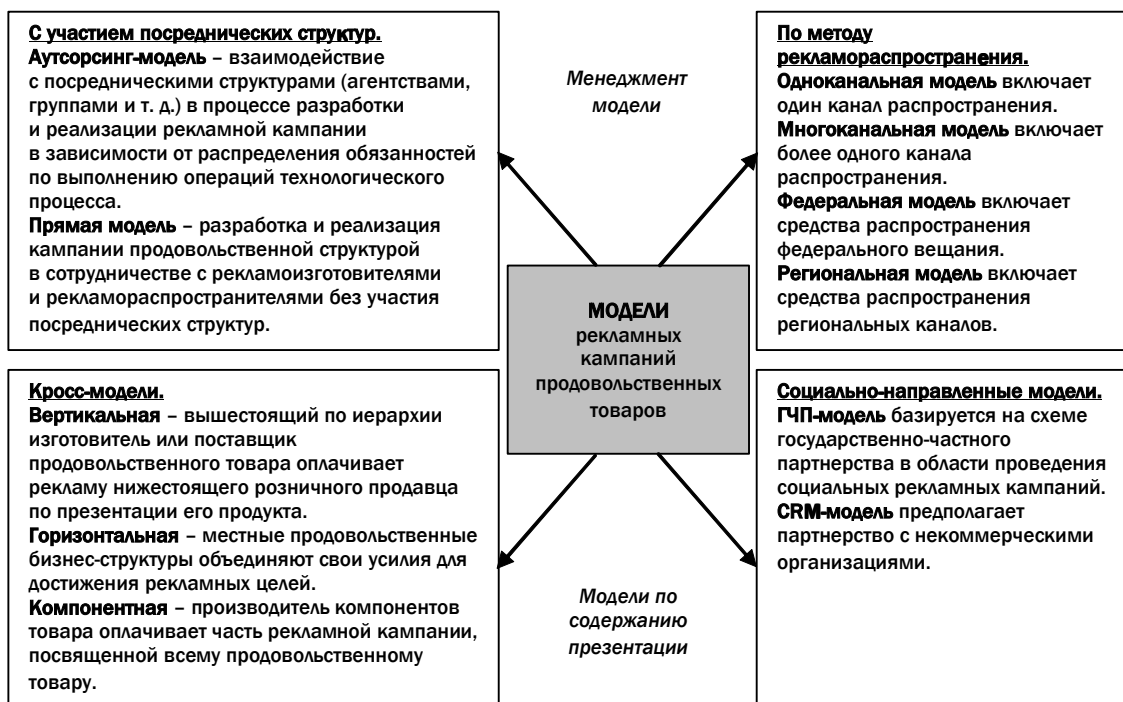 С участием посреднических структур.
Аутсорсинг-модель – взаимодействие
с посредническими структурами (агентствами,
группами и т. д.) в процессе разработки
и реализации рекламной кампании
в зависимости от распределения обязанностей
по выполнению операций технологического
процесса.
Прямая модель – разработка и реализация
кампании продовольственной структурой
в сотрудничестве с рекламоизготовителями
и рекламораспространителями без участия
посреднических структур.
Менеджмент
модели
По методу
рекламораспространения.
Одноканальная модель включает
один канал распространения.
Многоканальная модель включает
более одного канала
распространения.
Федеральная модель включает
средства распространения
федерального вещания.
Региональная модель включает
средства распространения
региональных каналов.
МОДЕЛИ
рекламных
кампаний
продовольственных
товаров
Кросс-модели.
Вертикальная – вышестоящий по иерархии
изготовитель или поставщик
продовольственного товара оплачивает
рекламу нижестоящего розничного продавца
по презентации его продукта.
Горизонтальная – местные продовольственные
бизнес-структуры объединяют свои усилия для
достижения рекламных целей.
Компонентная – производитель компонентов
товара оплачивает часть рекламной кампании,
посвященной всему продовольственному
товару.
Модели по
содержанию
презентации
Социально-направленные модели.
ГЧП-модель базируется на схеме
государственно-частного
партнерства в области проведения
социальных рекламных кампаний.
CRM-модель предполагает
партнерство с некоммерческими
организациями.